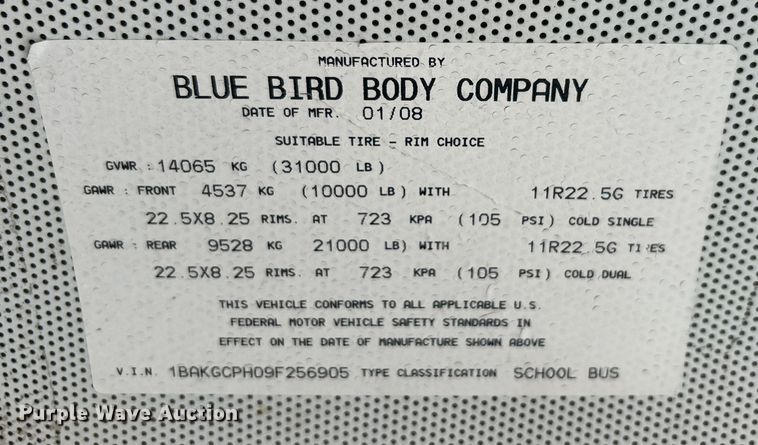 MANUFACTURED BY
BLUE BIRD BODY COMPANY
DATE OF MFR. 01/08
SUITABLE TIRE - RIM CHOICE
GVWR : 14065 KG (31000 LB)
GAWR : FRONT 4537 KG (10000 LB) WITH 11R22.5G TIRES
22.5X8.25 RIMS. AT 723 KPA (105 PSI) COLD SINGLE
GAWR : REAR 9528 KG 21000 LB) WITH 11R22.5G TIRES
22.5X8.25 RIMS. AT 723 KPA (105 PSI) COLD DUAL
THIS VEHICLE CONFORMS TO ALL APPLICABLE U.S.
FEDERAL MOTOR VEHICLE SAFETY STANDARDS IN
EFFECT ON THE DATE OF MANUFACTURE SHOWN ABOVE
V.I.N. 1BAKGCPH09F256905 TYPE CLASSIFICATION SCHOOL BUS
Purple Wave Auction